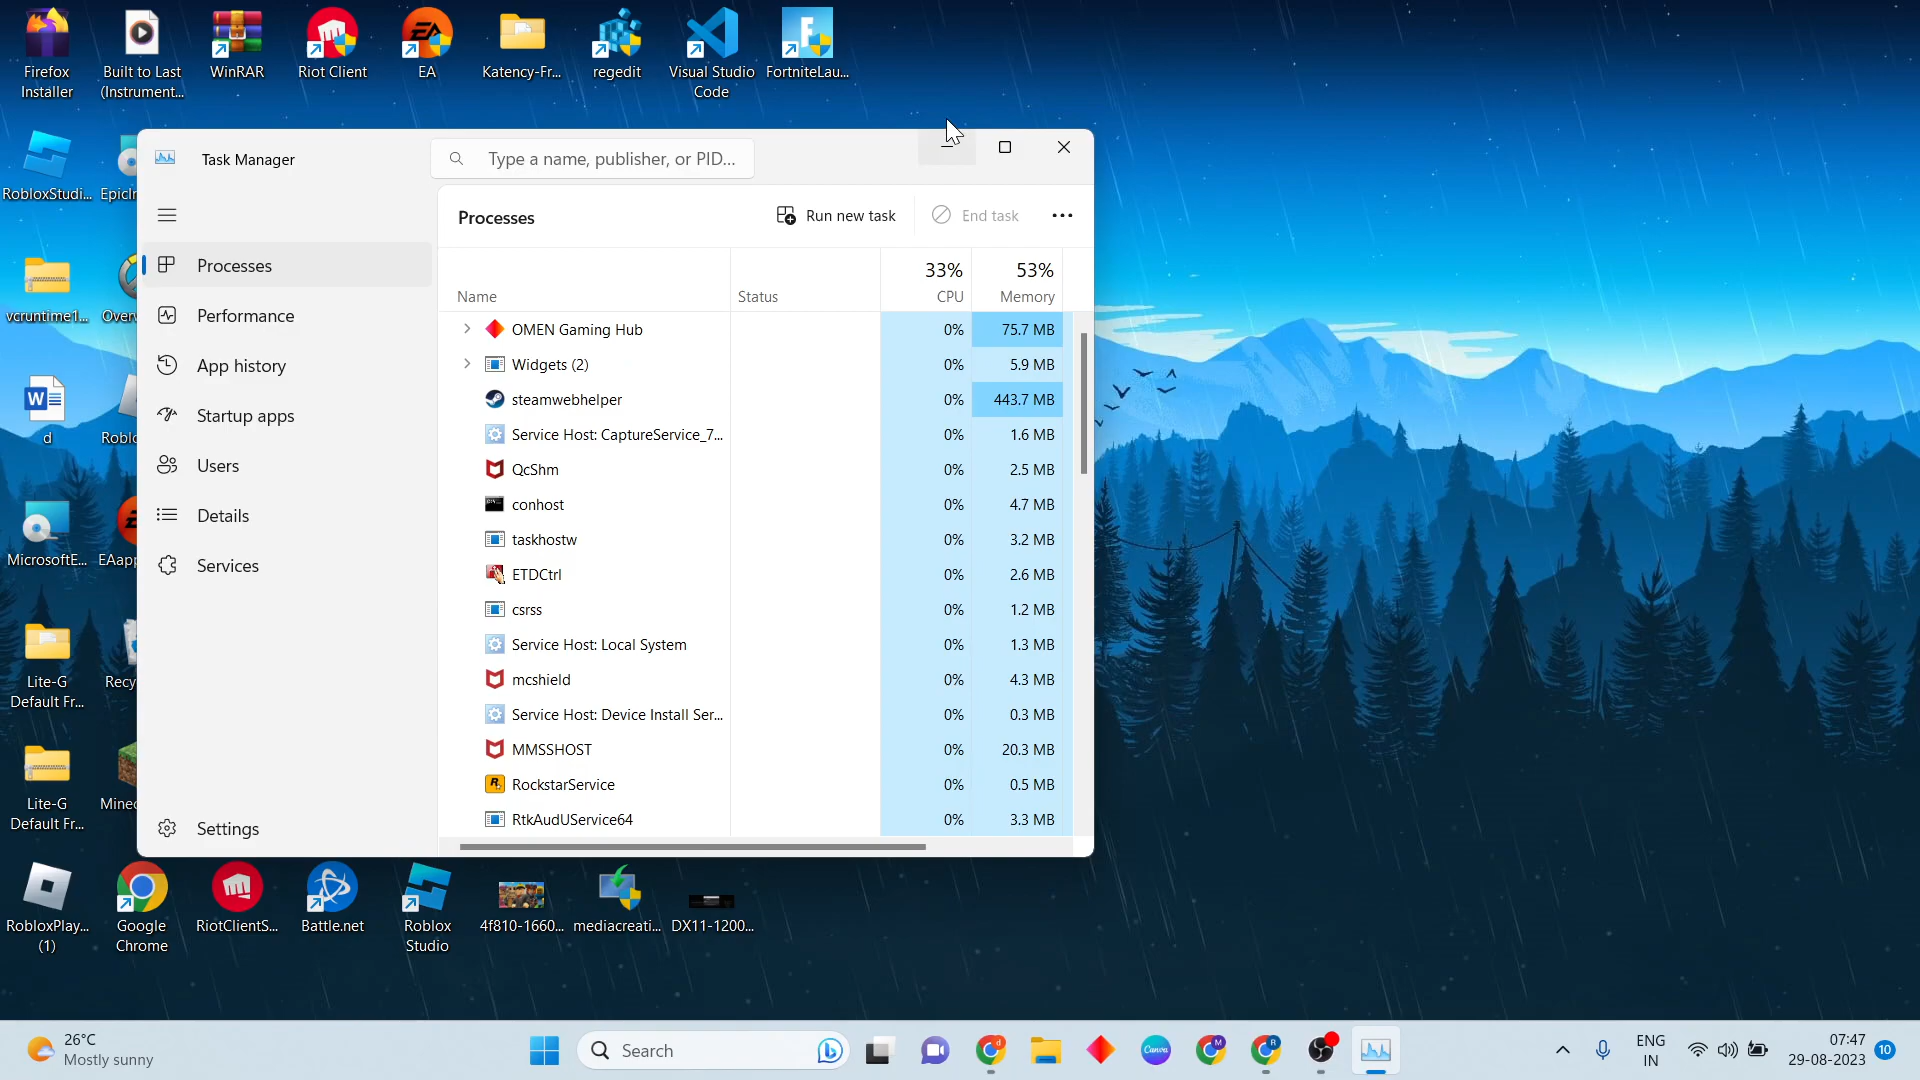 Firefox
Installer
Built to Last
(Instrument...
WinRAR
Riot Client
EA
Katency-Fr...
regedit
Visual Studio
Code
FortniteLau...
RobloxStudi...
EpicIn
vcruntime1...
Overv
d
Roblo
MicrosoftE...
EAapp
Lite-G
Default Fr...
Recy
Lite-G
Default Fr...
Minec
Task Manager
Type a name, publisher, or PID...
Processes
Performance
App history
Startup apps
Users
Details
Services
Settings
Processes
Run new task
End task
33%
53%
Name
Status
CPU
Memory
OMEN Gaming Hub 0% 75.7 MB
Widgets (2) 0% 5.9 MB
steamwebhelper 0% 443.7 MB
Service Host: CaptureService_7... 0% 1.6 MB
QcShm 0% 2.5 MB
conhost 0% 4.7 MB
taskhostw 0% 3.2 MB
ETDCtrl 0% 2.6 MB
csrss 0% 1.2 MB
Service Host: Local System 0% 1.3 MB
mcshield 0% 4.3 MB
Service Host: Device Install Ser... 0% 0.3 MB
MMSSHOST 0% 20.3 MB
RockstarService 0% 0.5 MB
RtkAudUService64 0% 3.3 MB
RobloxPlay...
(1)
Google
Chrome
RiotClientS...
Battle.net
Roblox
Studio
4f810-1660...
mediacreati...
DX11-1200...
26°C
Mostly sunny
Search
ENG
IN
07:47
29-08-2023
10